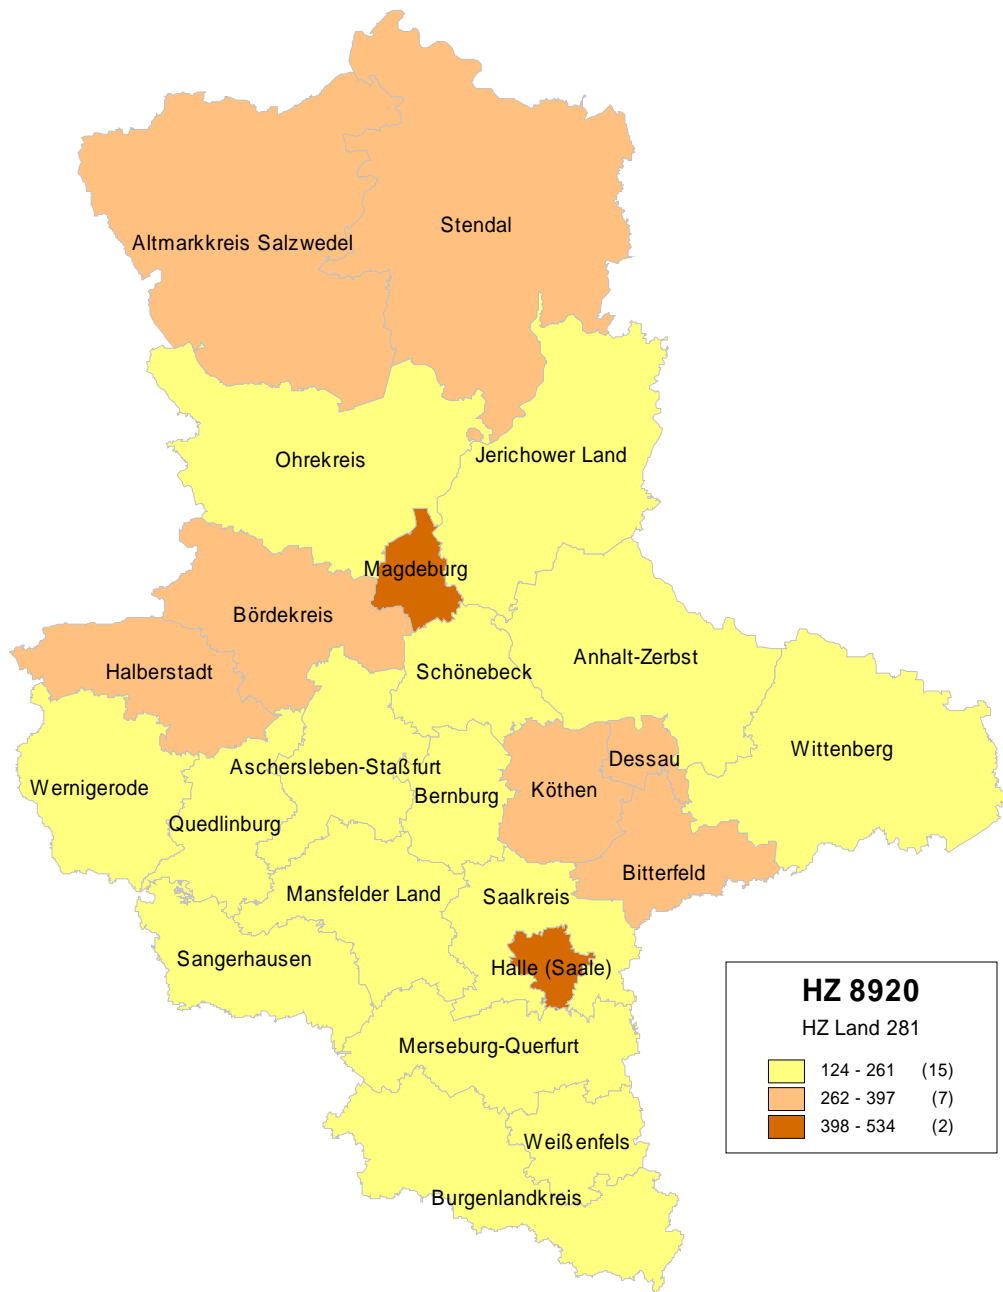 Stendal
Altmarkkreis Salzwedel
Ohrekreis
Jerichower Land
Magdeburg
Bördekreis
Halberstadt
Schönebeck
Anhalt-Zerbst
Wittenberg
Dessau
Aschersleben-Staßfurt
Wernigerode
Köthen
Bernburg
Quedlinburg
Bitterfeld
Mansfelder Land
Saalkreis
Sangerhausen
Halle (Saale)
HZ 8920
HZ Land 281
124 - 261 (15)
262 - 397 (7)
398 - 534 (2)
Merseburg-Querfurt
Weißenfels
Burgenlandkreis